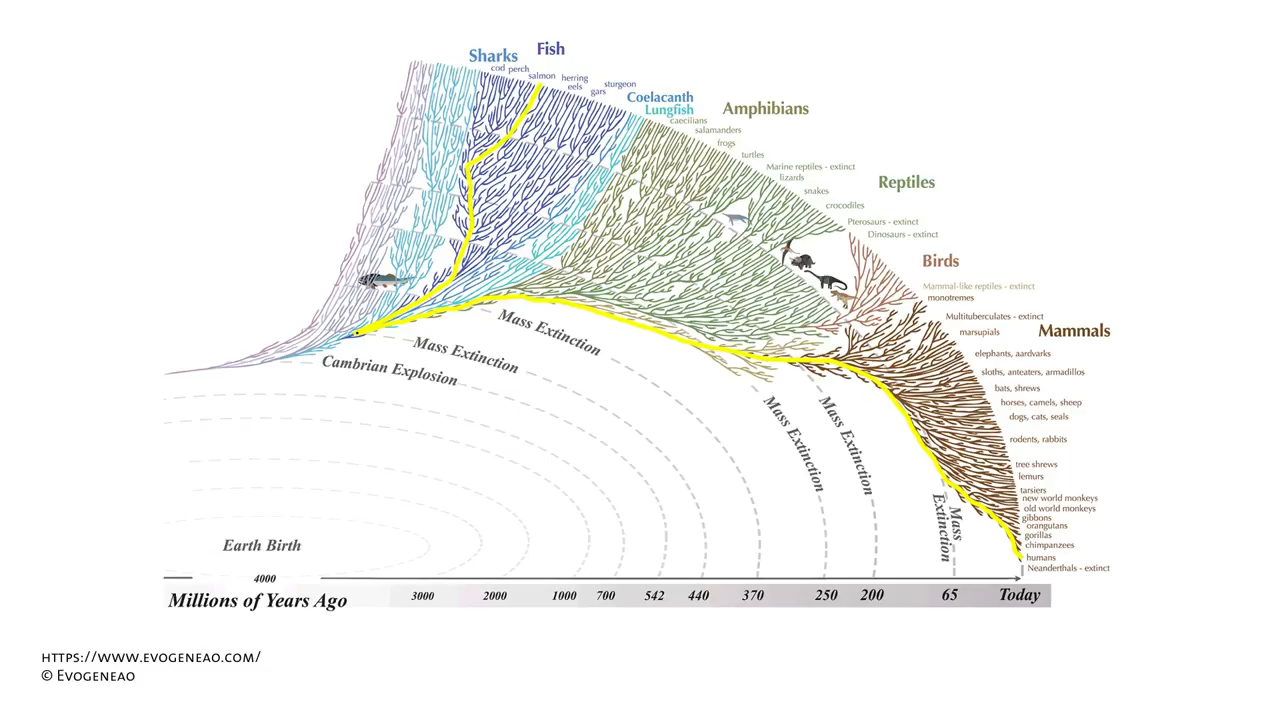 Sharks
Fish
cod perch
salmon
herring
eels
gars
sturgeon
Coelacanth
Lungfish
Amphibians
caecilians
salamanders
frogs
turtles
Marine reptiles - extinct
lizards
snakes
Reptiles
crocodiles
Pterosaurs - extinct
Dinosaurs - extinct
Birds
Mammal-like reptiles - extinct
monotremes
Multituberculates - extinct
marsupials
Mammals
elephants, aardvarks
sloths, anteaters, armadillos
bats, shrews
horses, camels, sheep
dogs, cats, seals
rodents, rabbits
tree shrews
lemurs
tarsiers
new world monkeys
old world monkeys
gibbons
orangutans
gorillas
chimpanzees
humans
Neanderthals - extinct
Mass Extinction
Mass Extinction
Cambrian Explosion
Mass Extinction
Mass Extinction
Mass
Extinction
Earth Birth
4000
Millions of Years Ago
3000 2000 1000 700 542 440 370 250 200 65 Today
https://www.evogeneao.com/
© Evogeneao